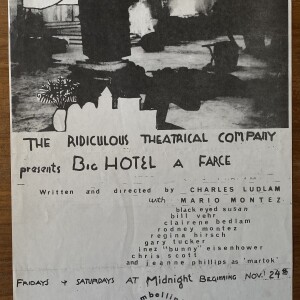 THE RIDICULOUS THEATRICAL COMPANY
presents BIG HOTEL A FARCE
Written and directed by CHARLES LUDLAM
with MARIO MONTEZ
black eyed susan
bill vehr
clairene bedlam
rodney montez
regina hirsch
gary tucker
inez "bunny" eisenhower
chris scott
and jeanne phillips as "martok"
FRIDAYS & SATURDAYS AT MIDNIGHT BEGINNING NOV. 24th